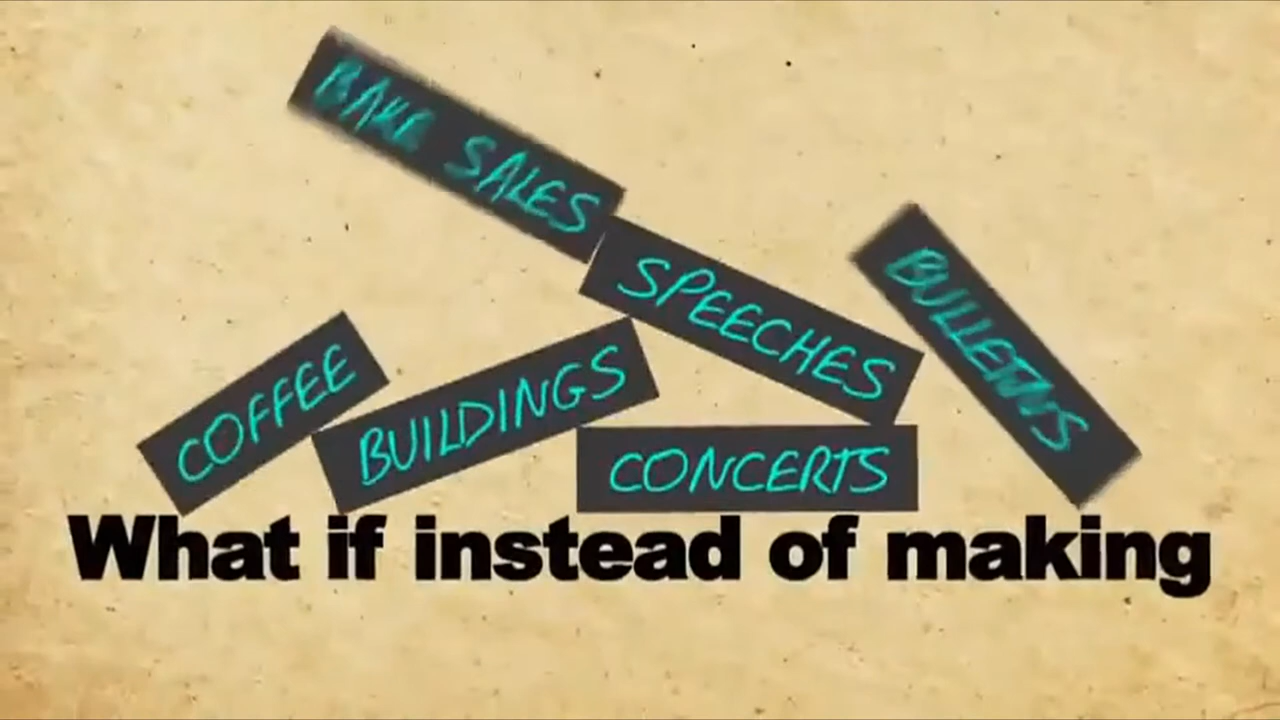 BAKE SALES
SPEECHES
BULLETINS
COFFEE
BUILDINGS
CONCERTS
What if instead of making